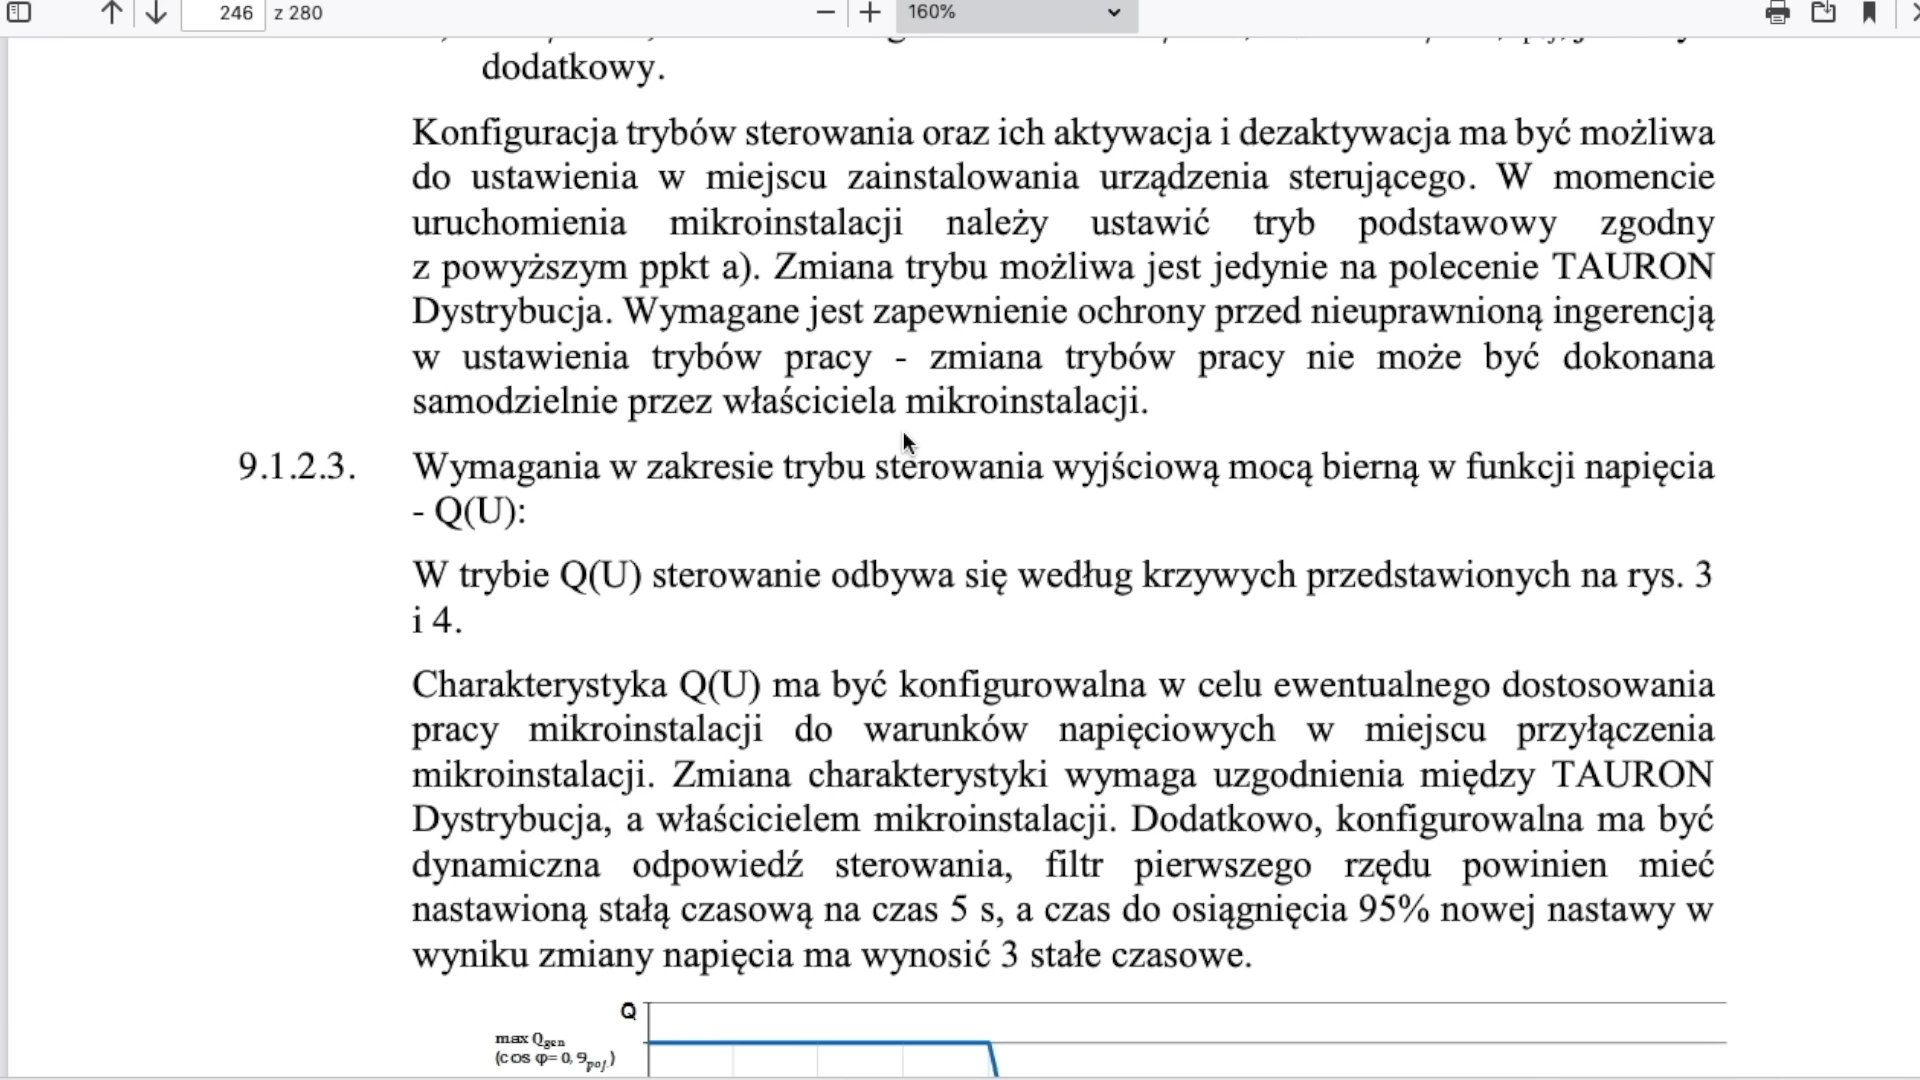 246 z 280
160%
dodatkowy.
Konfiguracja trybów sterowania oraz ich aktywacja i dezaktywacja ma być możliwa
do ustawienia w miejscu zainstalowania urządzenia sterującego. W momencie
uruchomienia mikroinstalacji należy ustawić tryb podstawowy zgodny
z powyższym ppkt a). Zmiana trybu możliwa jest jedynie na polecenie TAURON
Dystrybucja. Wymagane jest zapewnienie ochrony przed nieuprawnioną ingerencją
w ustawienia trybów pracy - zmiana trybów pracy nie może być dokonana
samodzielnie przez właściciela mikroinstalacji.
9.1.2.3. Wymagania w zakresie trybu sterowania wyjściową mocą bierną w funkcji napięcia
- Q(U):
W trybie Q(U) sterowanie odbywa się według krzywych przedstawionych na rys. 3
i 4.
Charakterystyka Q(U) ma być konfigurowalna w celu ewentualnego dostosowania
pracy mikroinstalacji do warunków napięciowych w miejscu przyłączenia
mikroinstalacji. Zmiana charakterystyki wymaga uzgodnienia między TAURON
Dystrybucja, a właścicielem mikroinstalacji. Dodatkowo, konfigurowalna ma być
dynamiczna odpowiedź sterowania, filtr pierwszego rzędu powinien mieć
nastawioną stałą czasową na czas 5 s, a czas do osiągnięcia 95% nowej nastawy w
wyniku zmiany napięcia ma wynosić 3 stałe czasowe.
Q
max Qgen
(cos φ= 0,9poj.)